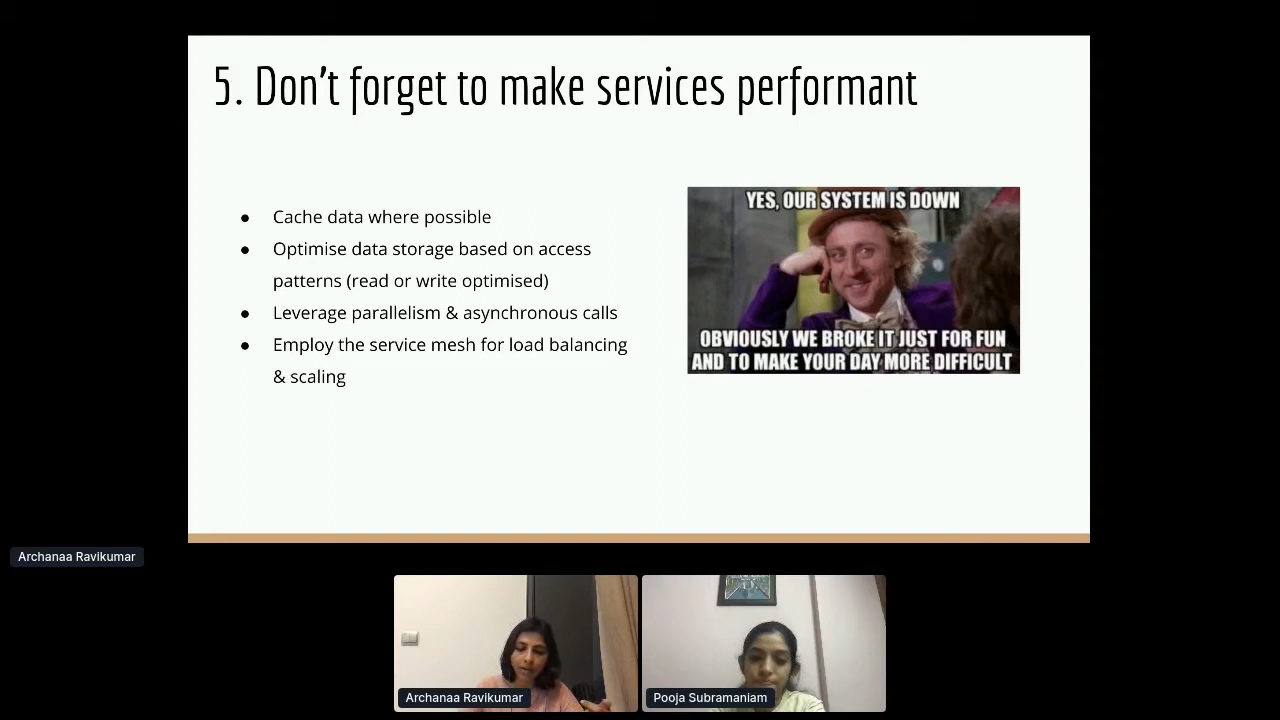 5. Don't forget to make services performant
● Cache data where possible
● Optimise data storage based on access
patterns (read or write optimised)
● Leverage parallelism & asynchronous calls
● Employ the service mesh for load balancing
& scaling
YES, OUR SYSTEM IS DOWN
OBVIOUSLY WE BROKE IT JUST FOR FUN
AND TO MAKE YOUR DAY MORE DIFFICULT
Archanaa Ravikumar
Archanaa Ravikumar
Pooja Subramaniam